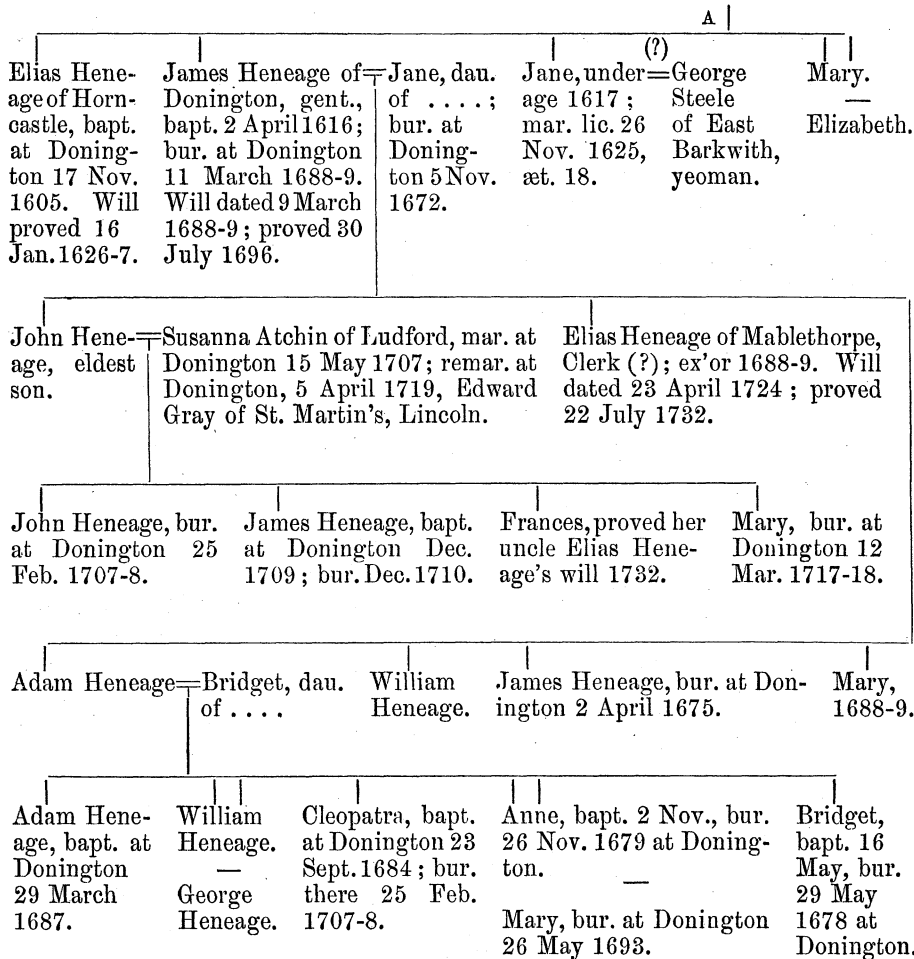 A
(?)
Elias Hene-
age of Horn-
castle, bapt.
at Doning-
ton 17 Nov.
1605. Will
proved 16
Jan. 1626-7.
James Heneage of
Donington, gent.,
bapt. 2 April 1616;
bur. at Donington
11 March 1688-9.
Will dated 9 March
1688-9; proved 30
July 1696.
Jane, dau.
of . . . . ;
bur. at
Doning-
ton 5 Nov.
1672.
Jane, under
age 1617;
mar. lic. 26
Nov. 1625,
æt. 18.
George
Steele
of East
Barkwith,
yeoman.
Mary.
—
Elizabeth.
John Hene-
age, eldest
son.
Susanna Atchin of Ludford, mar. at
Donington 15 May 1707; remar. at
Donington, 5 April 1719, Edward
Gray of St. Martin's, Lincoln.
Elias Heneage of Mablethorpe,
Clerk (?); ex'or 1688-9. Will
dated 23 April 1724; proved
22 July 1732.
John Heneage, bur.
at Donington 25
Feb. 1707-8.
James Heneage, bapt.
at Donington Dec.
1709; bur. Dec. 1710.
Frances, proved her
uncle Elias Hene-
age's will 1732.
Mary, bur. at
Donington 12
Mar. 1717-18.
Adam Heneage
Bridget, dau.
of . . . .
William
Heneage.
James Heneage, bur. at Don-
ington 2 April 1675.
Mary,
1688-9.
Adam Hene-
age, bapt. at
Donington
29 March
1687.
William
Heneage.
—
George
Heneage.
Cleopatra, bapt.
at Donington 23
Sept. 1684; bur.
there 25 Feb.
1707-8.
Anne, bapt. 2 Nov., bur.
26 Nov. 1679 at Doning-
ton.
—
Mary, bur. at Donington
26 May 1693.
Bridget,
bapt. 16
May, bur.
29 May
1678 at
Donington.